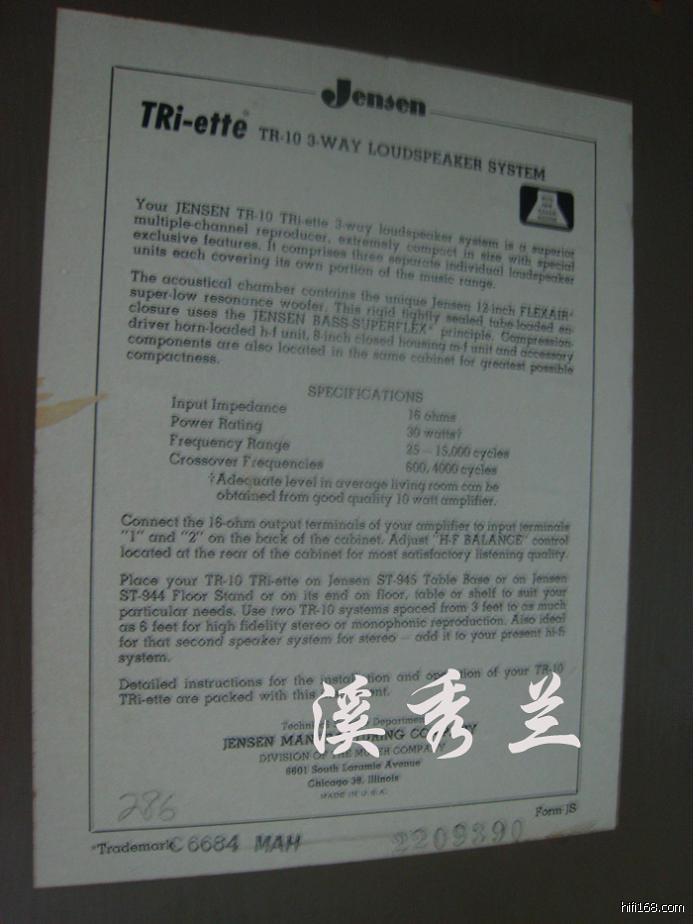 Jensen
TRi-ette® TR-10 3-WAY LOUDSPEAKER SYSTEM
Your JENSEN TR-10 TRi-ette 3-way loudspeaker system is a superior
multiple-channel reproducer, extremely compact in size with special
exclusive features. It comprises three separate individual loudspeaker
units each covering its own portion of the music range.
The acoustical chamber contains the unique Jensen 12-inch FLEXAIR*
super-low resonance woofer. This rigid tightly sealed tube-loaded en-
closure uses the JENSEN BASS-SUPERFLEX* principle. Compression-
driver horn-loaded h-f unit, 8-inch closed housing m-f unit and accessory
components are also located in the same cabinet for greatest possible
compactness.
SPECIFICATIONS
Input Impedance 16 ohms
Power Rating 30 watts†
Frequency Range 25 – 15,000 cycles
Crossover Frequencies 600, 4000 cycles
†Adequate level in average living room can be
obtained from good quality 10 watt amplifier.
Connect the 16-ohm output terminals of your amplifier to input terminals
"1" and "2" on the back of the cabinet. Adjust "H-F BALANCE" control
located at the rear of the cabinet for most satisfactory listening quality.
Place your TR-10 TRi-ette on Jensen ST-945 Table Base or on Jensen
ST-944 Floor Stand or on its end on floor, table or shelf to suit your
particular needs. Use two TR-10 systems spaced from 3 feet to as much
as 6 feet for high fidelity stereo or monophonic reproduction. Also ideal
for that second speaker system for stereo — add it to your present hi-fi
system.
Detailed instructions for the installation and operation of your TR-10
TRi-ette are packed with this
溪秀兰
Department
JENSEN MANUFACTURING COMPANY
DIVISION OF THE MUTER COMPANY
6601 South Laramie Avenue
Chicago 38, Illinois
MADE IN U.S.A.
286
Form JS
*Trademark C6684 MAH 2209390
hifi168.com